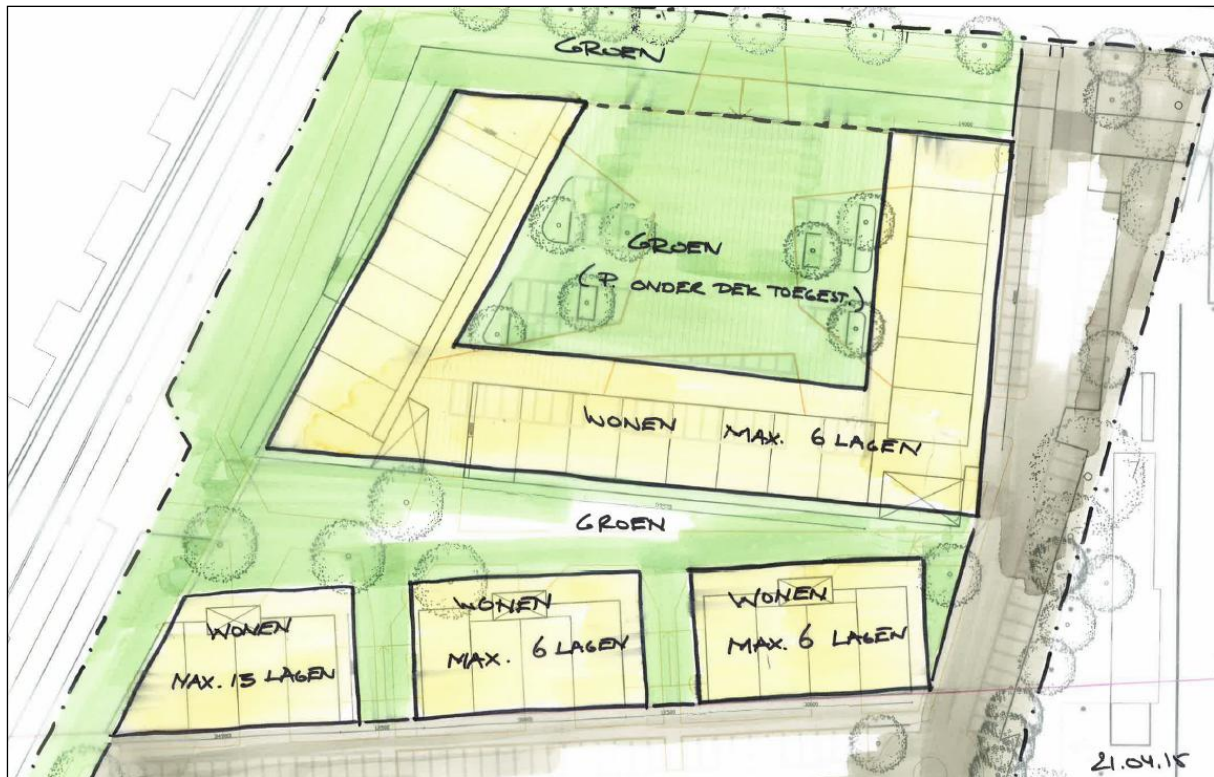 GROEN
GROEN
(P. ONDER DEK TOEGEST.)
WONEN MAX. 6 LAGEN
GROEN
WONEN
MAX. 15 LAGEN
WONEN
MAX. 6 LAGEN
WONEN
MAX. 6 LAGEN
21.04.15